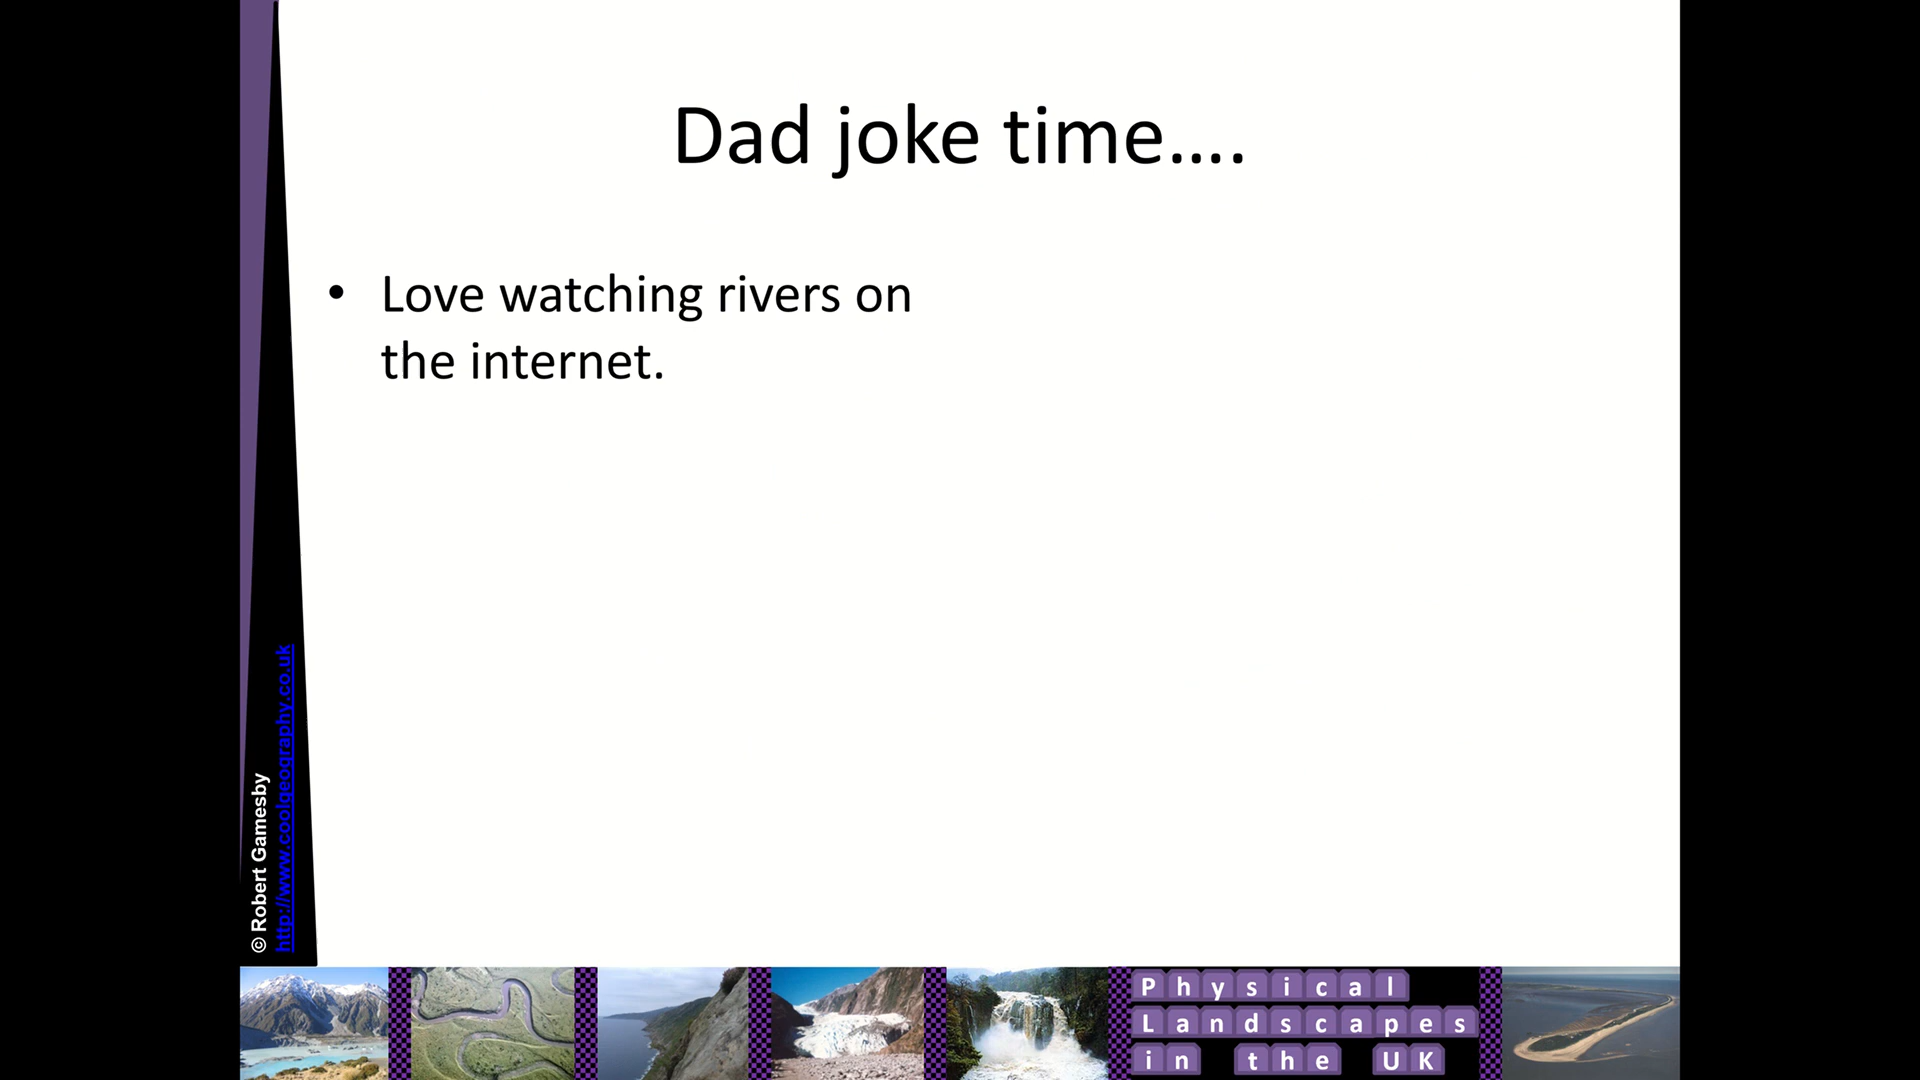 Dad joke time....
• Love watching rivers on
the internet.
© Robert Gamesby
http://www.coolgeography.co.uk
Physical
Landscapes
in the UK